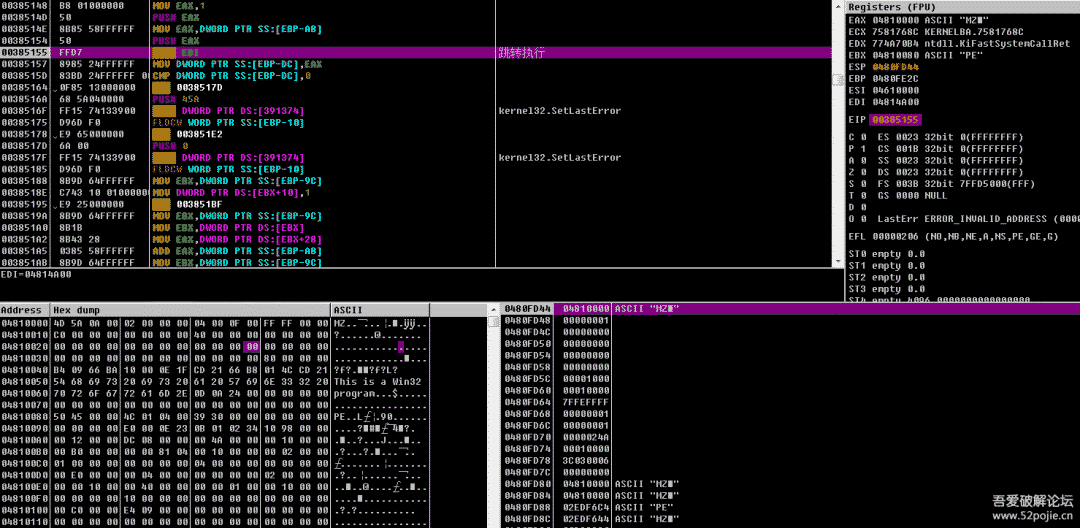 00385148 B8 01000000 MOV EAX,1
0038514D 50 PUSH EAX
0038514E 8B85 58FFFFFF MOV EAX,DWORD PTR SS:[EBP-A8]
00385154 50 PUSH EAX
00385155 FFD7 EDI 跳转执行
00385157 8985 24FFFFFF MOV DWORD PTR SS:[EBP-DC],EAX
0038515D 83BD 24FFFFFF 00 CMP DWORD PTR SS:[EBP-DC],0
00385164 0F85 13000000 0038517D
0038516A 68 5A040000 PUSH 45A
0038516F FF15 74133900 DWORD PTR DS:[391374] kernel32.SetLastError
00385175 D96D F0 FLDCW WORD PTR SS:[EBP-10]
00385178 E9 65000000 003851E2
0038517D 6A 00 PUSH 0
0038517F FF15 74133900 DWORD PTR DS:[391374] kernel32.SetLastError
00385185 D96D F0 FLDCW WORD PTR SS:[EBP-10]
00385188 8B9D 64FFFFFF MOV EBX,DWORD PTR SS:[EBP-9C]
0038518E C743 10 01000000 MOV DWORD PTR DS:[EBX+10],1
00385195 E9 25000000 003851BF
0038519A 8B9D 64FFFFFF MOV EBX,DWORD PTR SS:[EBP-9C]
003851A0 8B1B MOV EBX,DWORD PTR DS:[EBX]
003851A2 8B43 28 MOV EAX,DWORD PTR DS:[EBX+28]
003851A5 0385 58FFFFFF ADD EAX,DWORD PTR SS:[EBP-A8]
003851AB 8B9D 64FFFFFF MOV EBX,DWORD PTR SS:[EBP-9C]
EDI=04814A00
Registers (FPU)
EAX 04810000 ASCII "MZ"
ECX 7581768C KERNELBA.7581768C
EDX 774A70B4 ntdll.KiFastSystemCallRet
EBX 04810080 ASCII "PE"
ESP 0480FD44
EBP 0480FE2C
ESI 04610000
EDI 04814A00
EIP 00385155
C 0 ES 0023 32bit 0(FFFFFFFF)
P 1 CS 001B 32bit 0(FFFFFFFF)
A 0 SS 0023 32bit 0(FFFFFFFF)
Z 0 DS 0023 32bit 0(FFFFFFFF)
S 0 FS 003B 32bit 7FFD5000(FFF)
T 0 GS 0000 NULL
D 0
O 0 LastErr ERROR_INVALID_ADDRESS (000
EFL 00000206 (NO,NB,NE,A,NS,PE,GE,G)
ST0 empty 0.0
ST1 empty 0.0
ST2 empty 0.0
ST3 empty 0.0
Address Hex dump ASCII
04810000 4D 5A 0A 00 02 00 00 00 04 00 0F 00 FF FF 00 00
04810010 C0 00 00 00 00 00 00 00 40 00 00 00 00 00 00 00
04810020 00 00 00 00 00 00 00 00 00 00 00 00 00 00 00 00
04810030 00 00 00 00 00 00 00 00 00 00 00 00 80 00 00 00
04810040 B4 09 66 BA 10 00 0E 1F CD 21 66 B8 01 4C CD 21
04810050 54 68 69 73 20 69 73 20 61 20 57 69 6E 33 32 20 This is a Win32
04810060 70 72 6F 67 72 61 6D 2E 0D 0A 24 00 00 00 00 00 program...$.....
04810070 00 00 00 00 00 00 00 00 00 00 00 00 00 00 00 00 ................
04810080 50 45 00 00 4C 01 04 00 39 30 00 00 00 00 00 00
04810090 00 00 00 00 E0 00 0E 23 0B 01 02 34 10 98 00 00
048100A0 00 12 00 00 DC 08 00 00 00 4A 00 00 00 10 00 00
048100B0 00 B0 00 00 00 00 81 04 00 10 00 00 00 02 00 00
048100C0 01 00 00 00 00 00 00 00 04 00 00 00 00 00 00 00
048100D0 00 E0 00 00 00 04 00 00 00 00 00 00 02 00 00 00
048100E0 00 00 10 00 00 40 00 00 00 00 01 00 00 10 00 00
048100F0 00 00 00 00 10 00 00 00 00 00 00 00 00 00 00 00
04810100 00 C0 00 00 E4 09 00 00 00 00 00 00 00 00 00 00
04810110 00 00 00 00 00 00 00 00 00 00 00 00 00 00 00 00
0480FD44 04810000 ASCII "MZ"
0480FD48 00000001
0480FD4C 00000000
0480FD50 00000000
0480FD54 00000000
0480FD58 00000000
0480FD5C 00001000
0480FD60 00010000
0480FD64 7FFEFFFF
0480FD68 00000001
0480FD6C 00000001
0480FD70 0000024A
0480FD74 00010000
0480FD78 3C030006
0480FD7C 00000000
0480FD80 04810000 ASCII "MZ"
0480FD84 04810000 ASCII "MZ"
0480FD88 02EDF6C4 ASCII "PE"
0480FD8C 02EDF644 ASCII "MZ"
吾爱破解论坛
www.52pojie.cn